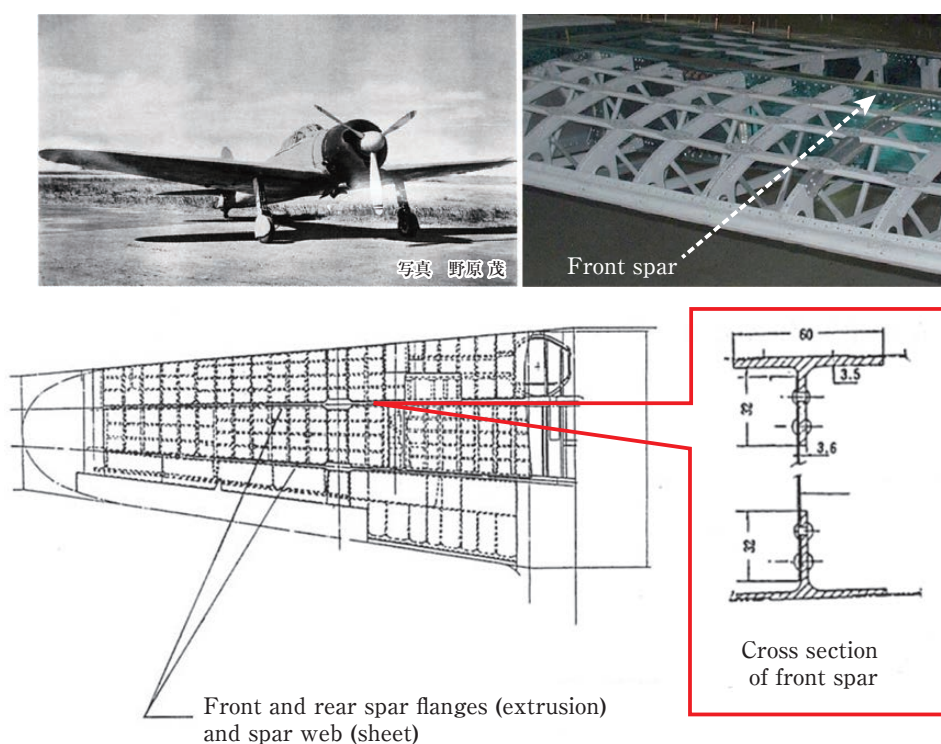 写真 野原 茂
Front spar
60
3.5
32
3.6
32
Cross section
of front spar
Front and rear spar flanges (extrusion)
and spar web (sheet)